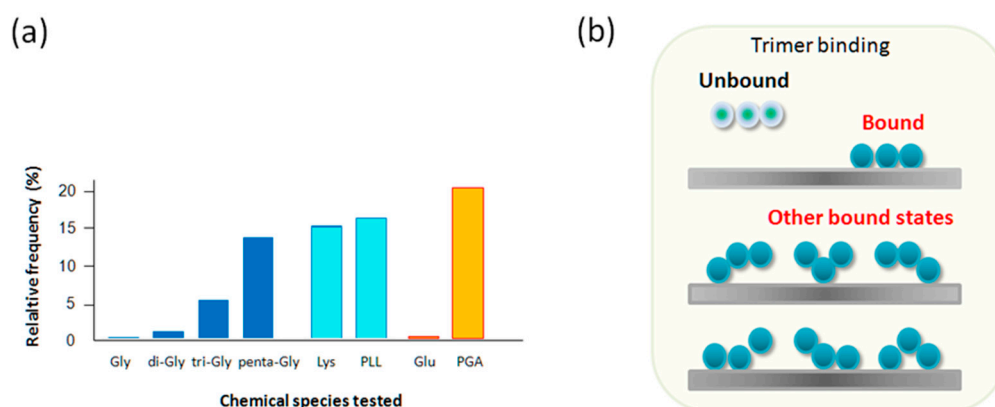 (a)
Relaltive frequency (%)
20
15
10
5
0
Gly di-Gly tri-Gly penta-Gly Lys PLL Glu PGA
Chemical species tested
(b)
Trimer binding
Unbound
Bound
Other bound states